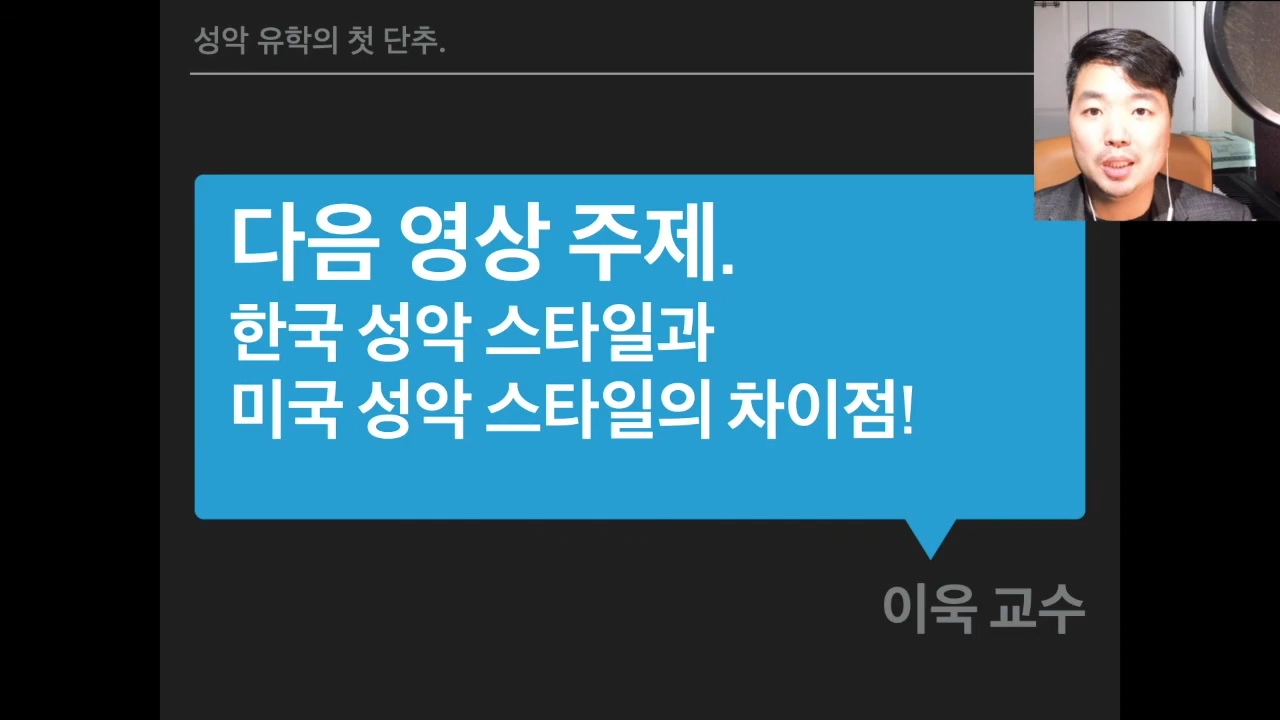 성악 유학의 첫 단추.
다음 영상 주제.
한국 성악 스타일과
미국 성악 스타일의 차이점!
이욱 교수